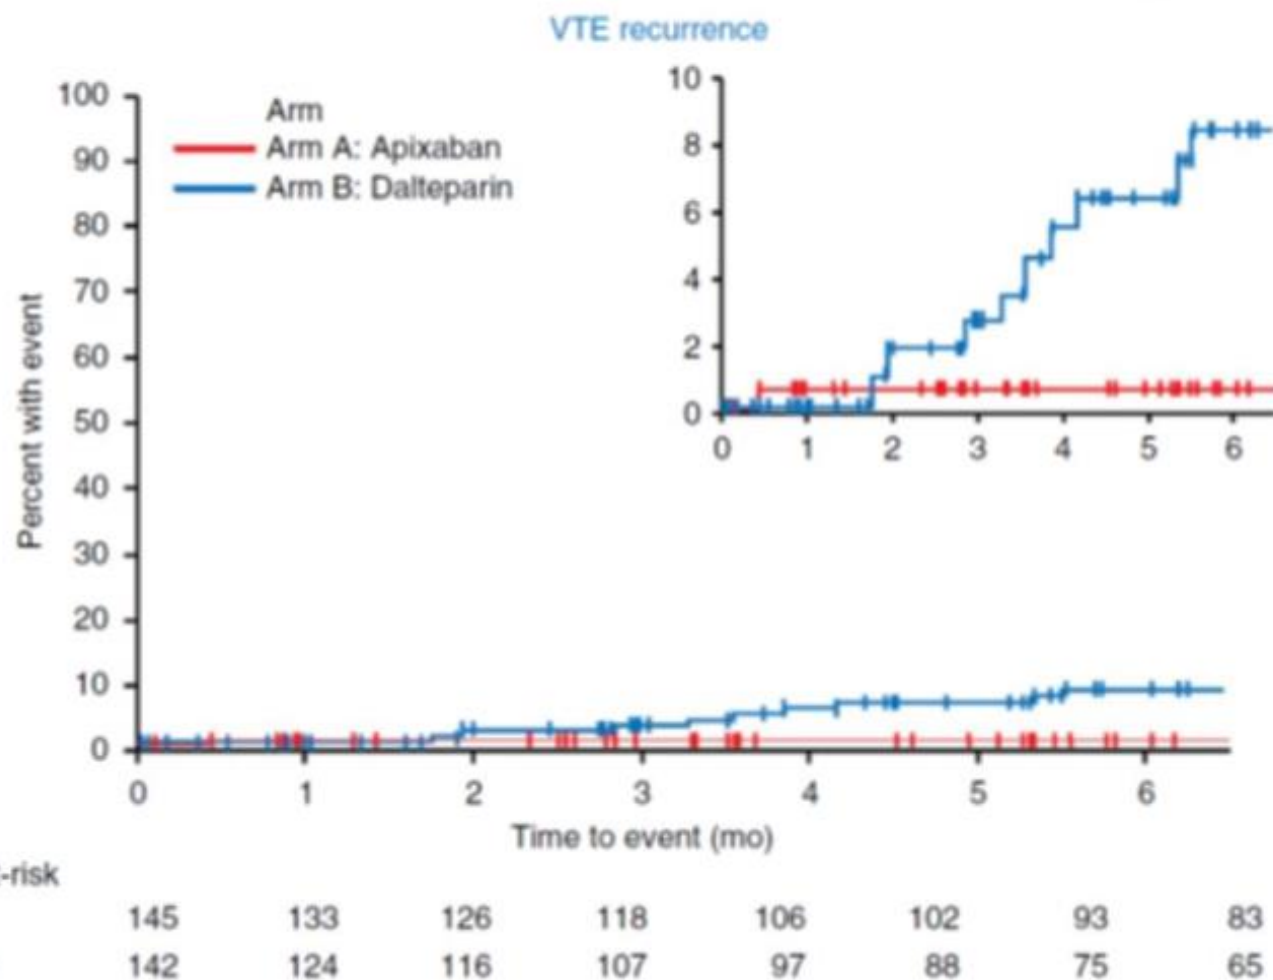 VTE recurrence
Arm
Arm A: Apixaban
Arm B: Dalteparin
100
90
80
70
60
50
40
30
20
10
0
Percent with event
10
8
6
4
2
0
0 1 2 3 4 5 6
0 1 2 3 4 5 6
Time to event (mo)
-risk
145 133 126 118 106 102 93 83
142 124 116 107 97 88 75 65